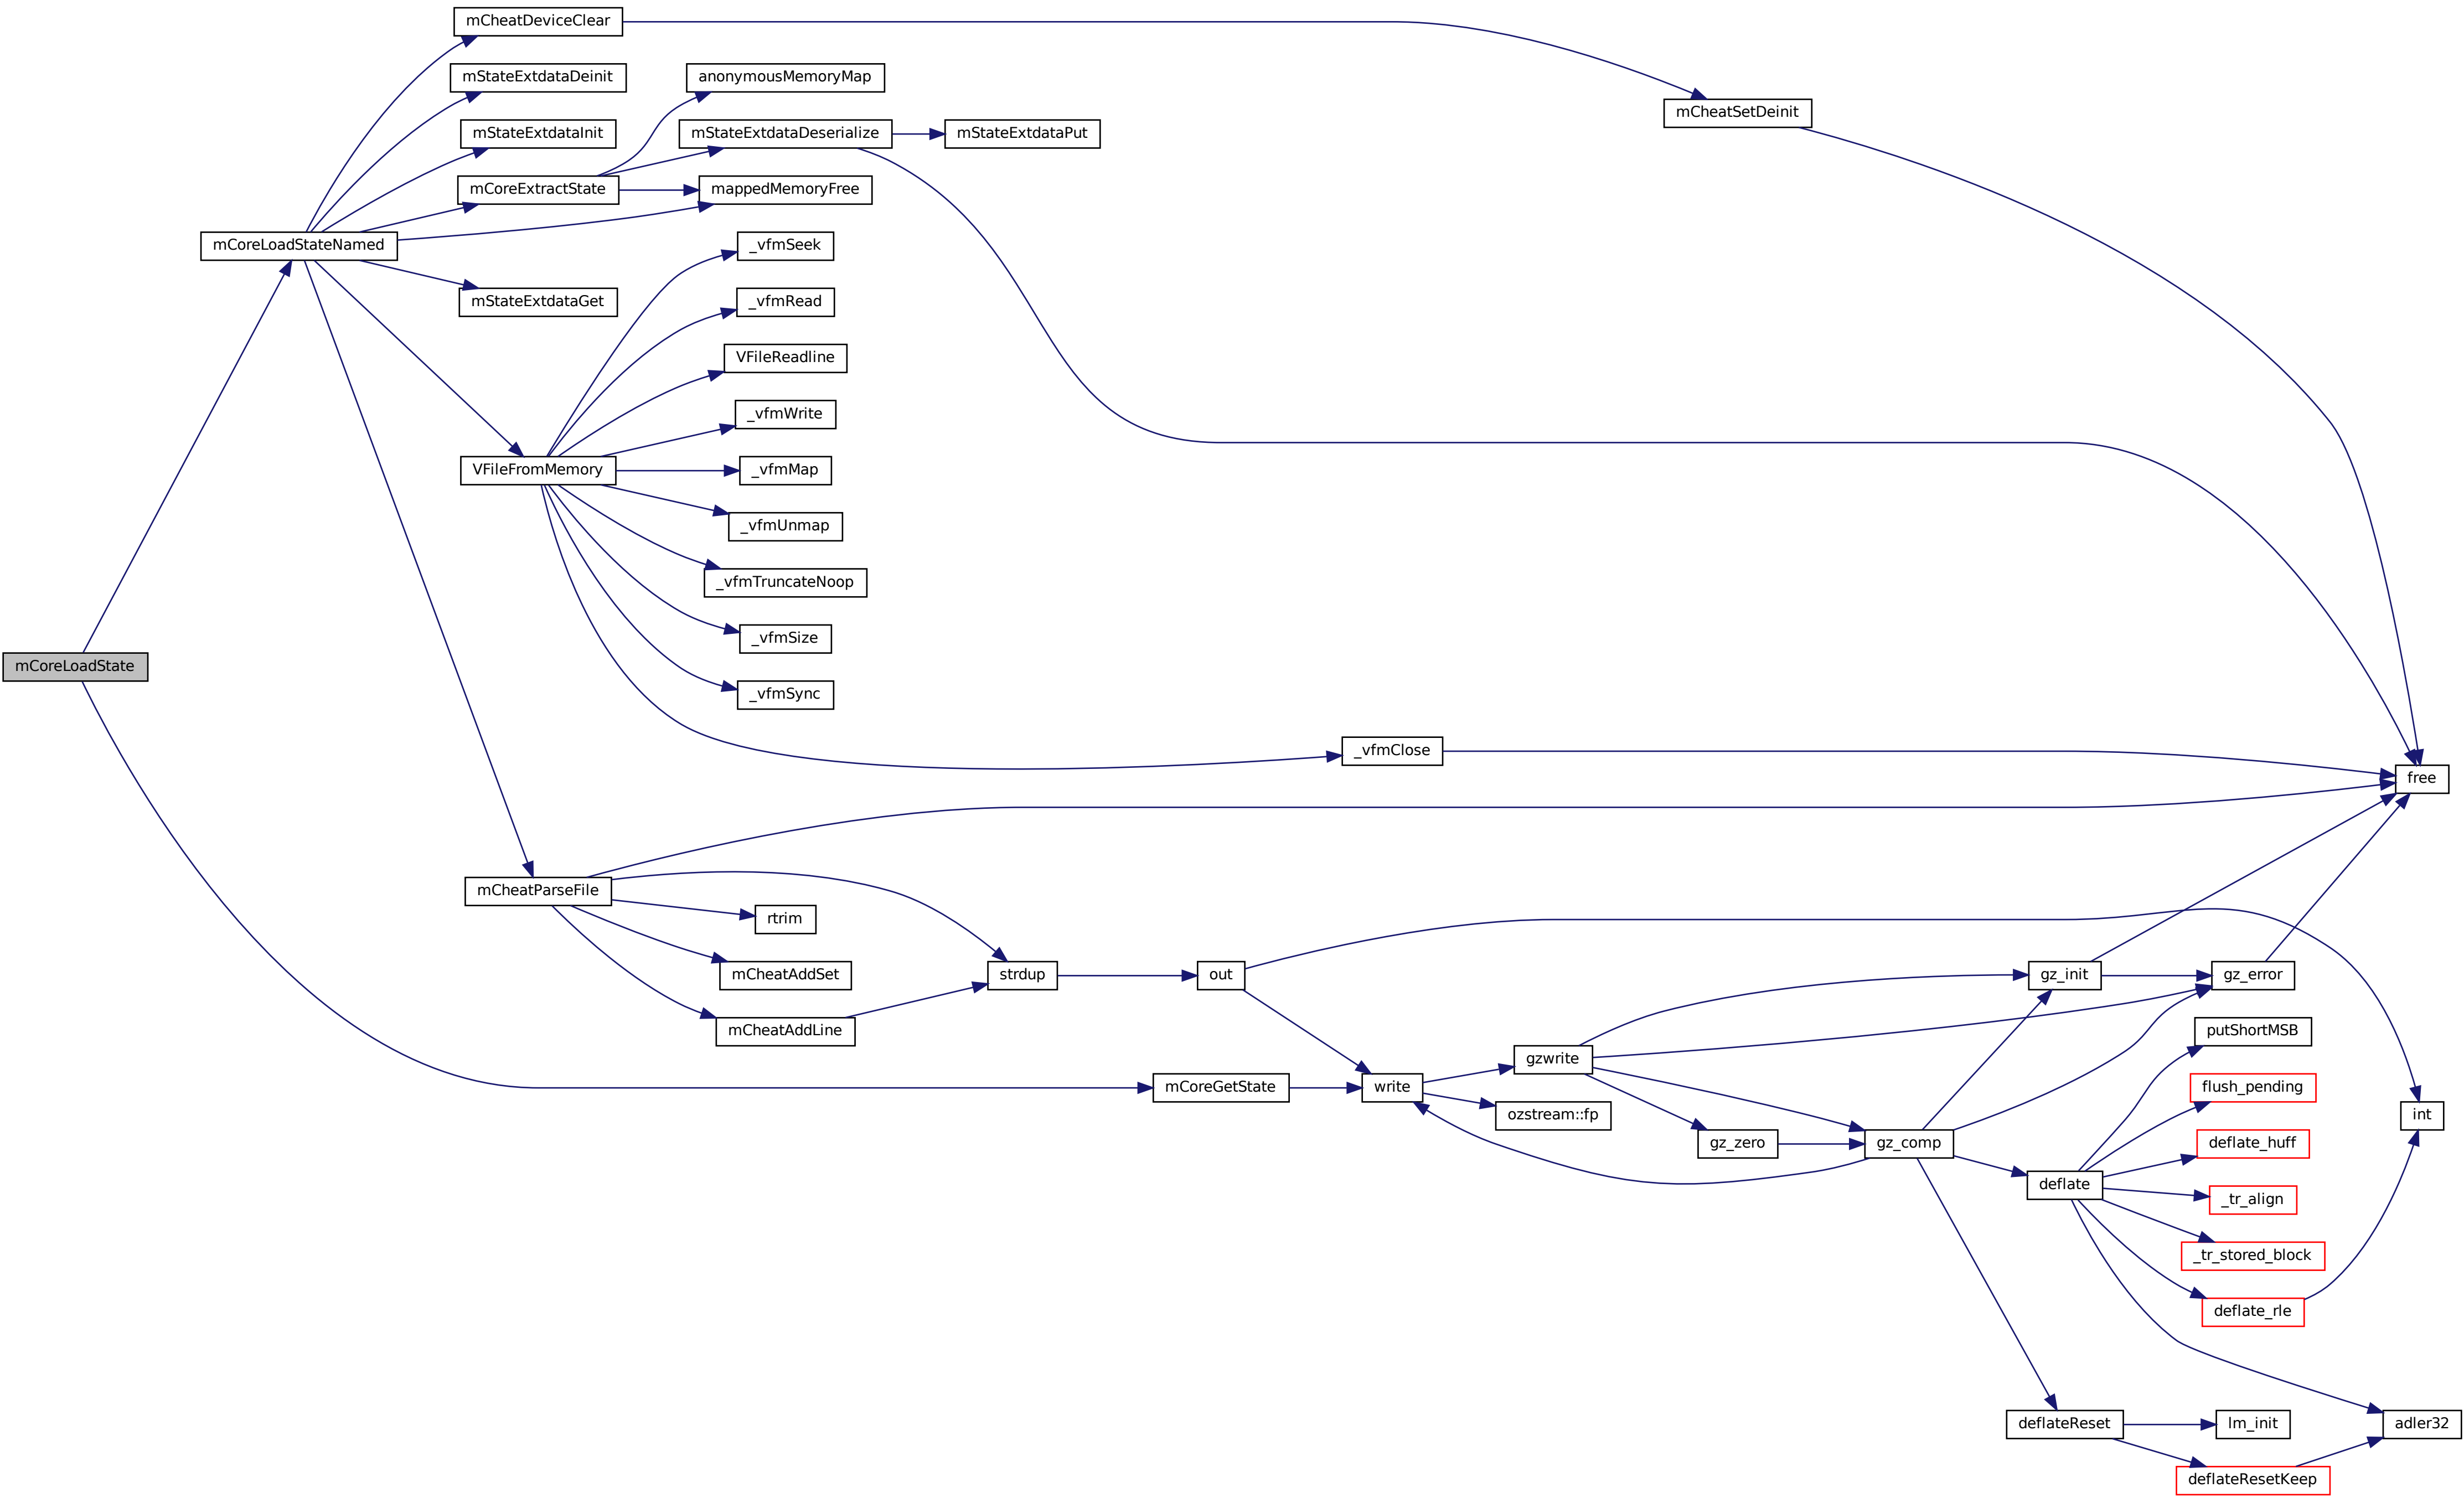 mCoreLoadState
mCoreLoadStateNamed
mCheatDeviceClear
mStateExtdataDeinit
mStateExtdataInit
mCoreExtractState
mStateExtdataGet
VFileFromMemory
mCheatParseFile
anonymousMemoryMap
mStateExtdataDeserialize
mStateExtdataPut
mappedMemoryFree
_vfmSeek
_vfmRead
VFileReadline
_vfmWrite
_vfmMap
_vfmUnmap
_vfmTruncateNoop
_vfmSize
_vfmSync
_vfmClose
mCheatSetDeinit
free
rtrim
mCheatAddSet
mCheatAddLine
strdup
out
mCoreGetState
write
gzwrite
ozstream::fp
gz_zero
gz_comp
gz_init
gz_error
putShortMSB
flush_pending
deflate_huff
deflate
_tr_align
_tr_stored_block
deflate_rle
int
deflateReset
lm_init
deflateResetKeep
adler32